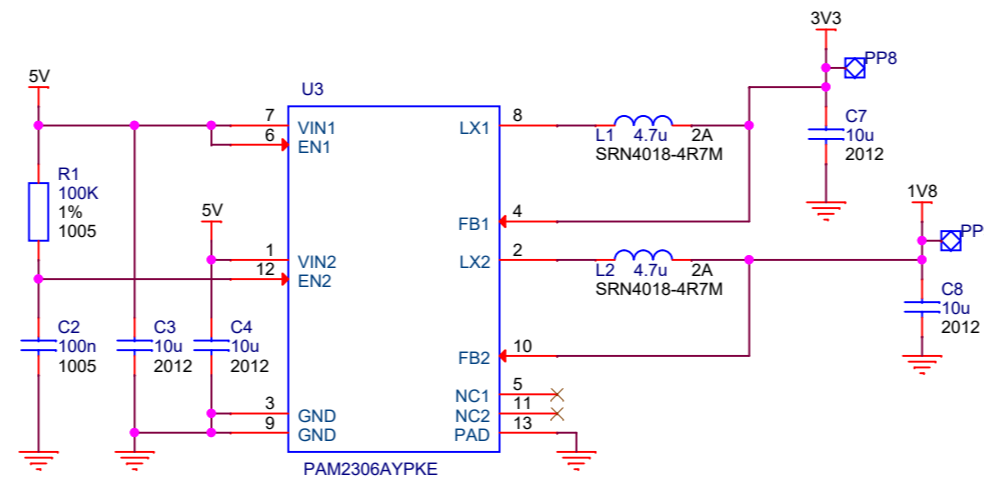 3V3
PP8
5V
U3
7
VIN1
LX1
8
6
EN1
L1
4.7u
2A
SRN4018-4R7M
C7
10u
2012
R1
100K
1%
1005
5V
4
FB1
1V8
PP
1
VIN2
LX2
2
12
EN2
L2
4.7u
2A
SRN4018-4R7M
C8
10u
2012
C2
100n
1005
C3
10u
2012
C4
10u
2012
FB2
10
NC1
5
NC2
11
PAD
13
3
GND
9
GND
PAM2306AYPKE